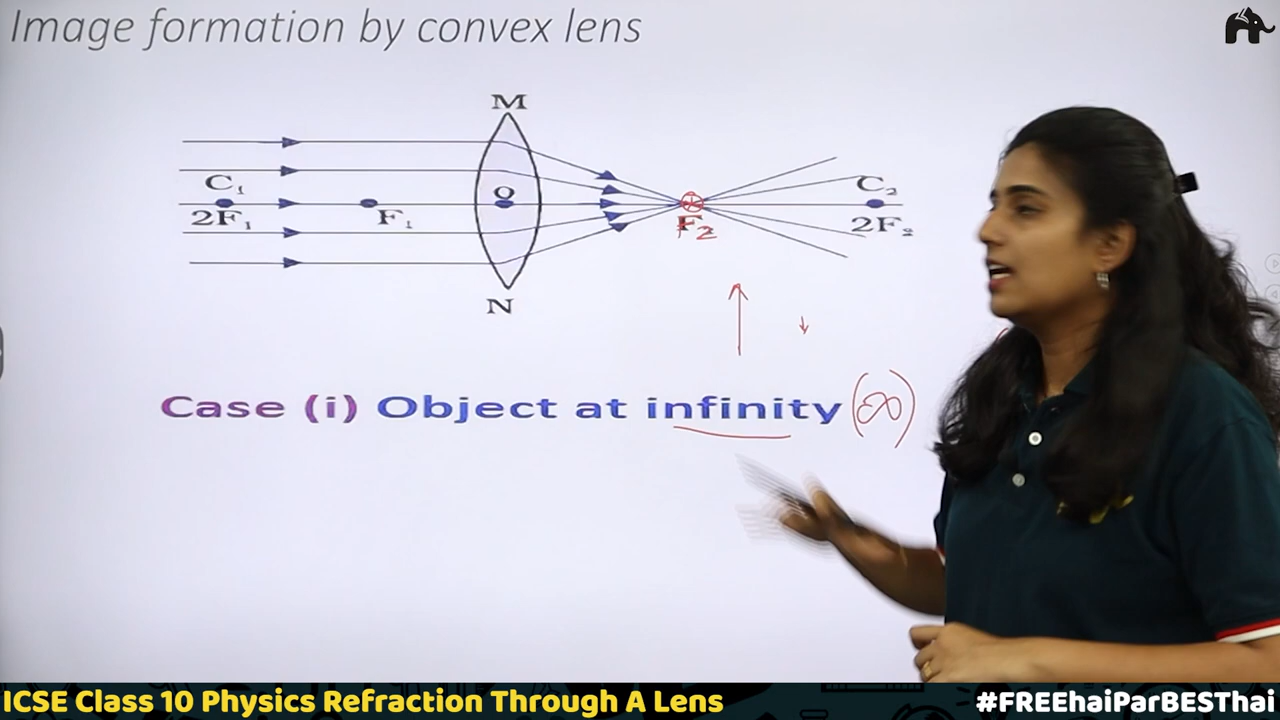 Image formation by convex lens
M
C₁
2F₁
F₁
O
F₂
C₂
2F₂
N
Case (i) Object at infinity (∞)
ICSE Class 10 Physics Refraction Through A Lens
#FREEhaiParBESThai